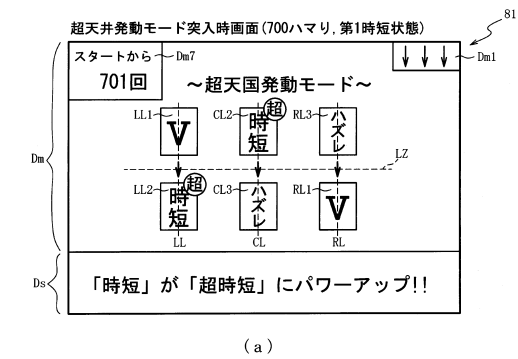 超天井発動モード突入時画面(700ハマり,第1時短状態)
81
スタートから
701回
Dm7
Dm1
~超天国発動モード~
LL1
V
CL2
時短
超
RL3
ハズレ
Dm
LZ
LL2
時短
超
CL3
ハズレ
RL1
V
LL
CL
RL
Ds
「時短」が「超時短」にパワーアップ!!
(a)